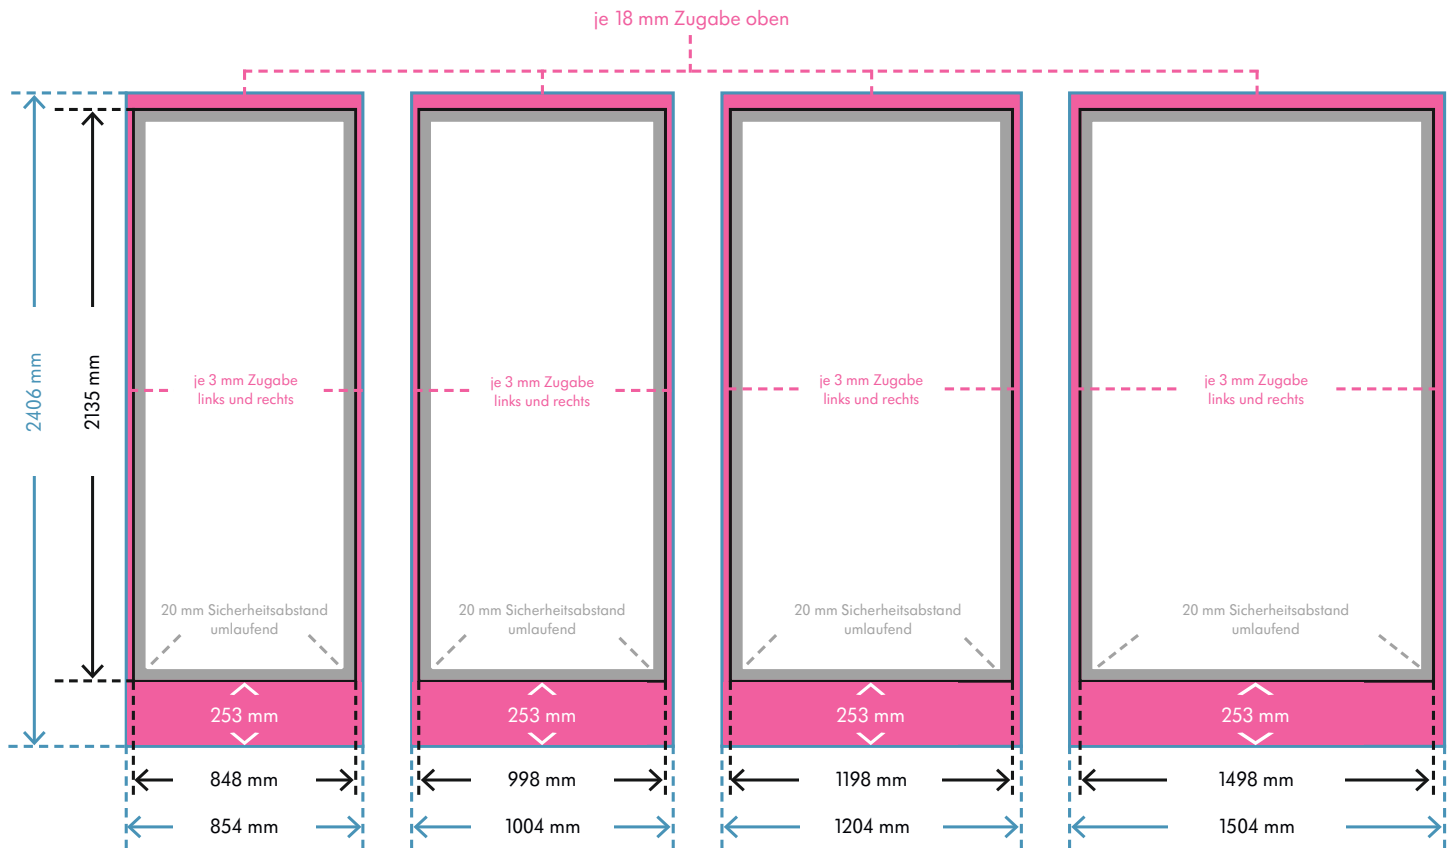 je 18 mm Zugabe oben
2406 mm
2135 mm
je 3 mm Zugabe
links und rechts
je 3 mm Zugabe
links und rechts
je 3 mm Zugabe
links und rechts
je 3 mm Zugabe
links und rechts
20 mm Sicherheitsabstand
umlaufend
20 mm Sicherheitsabstand
umlaufend
20 mm Sicherheitsabstand
umlaufend
20 mm Sicherheitsabstand
umlaufend
253 mm
253 mm
253 mm
253 mm
848 mm
998 mm
1198 mm
1498 mm
854 mm
1004 mm
1204 mm
1504 mm